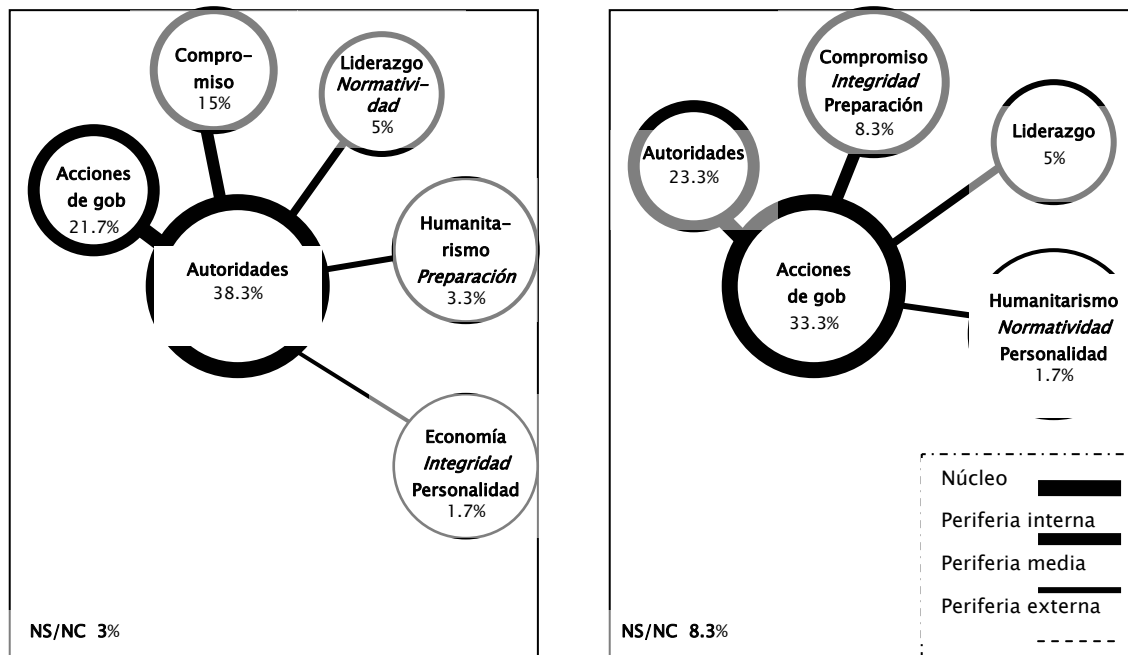 Compro-
miso
15%
Liderazgo
Normativi-
dad
5%
Acciones
de gob
21.7%
Autoridades
38.3%
Humanita-
rismo
Preparación
3.3%
Economía
Integridad
Personalidad
1.7%
NS/NC 3%
Compromiso
Integridad
Preparación
8.3%
Autoridades
23.3%
Liderazgo
5%
Acciones
de gob
33.3%
Humanitarismo
Normatividad
Personalidad
1.7%
Núcleo
Periferia interna
Periferia media
Periferia externa
NS/NC 8.3%